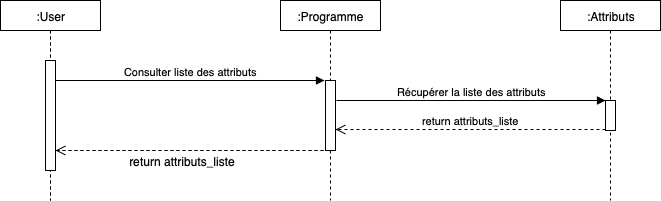 :User
:Programme
:Attributs
Consulter liste des attributs
Récupérer la liste des attributs
return attributs_liste
return attributs_liste